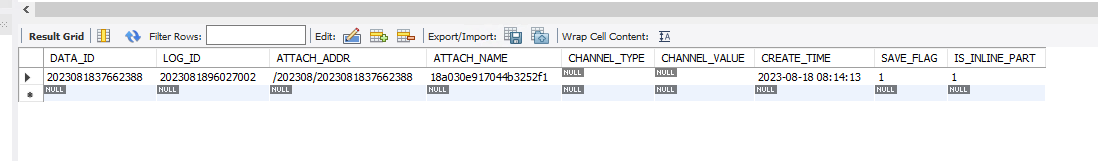 Result Grid Filter Rows: Edit: Export/Import: Wrap Cell Content:
DATA_ID LOG_ID ATTACH_ADDR ATTACH_NAME CHANNEL_TYPE CHANNEL_VALUE CREATE_TIME SAVE_FLAG IS_INLINE_PART
2023081837662388 2023081896027002 /202308/2023081837662388 18a030e917044b3252f1 NULL NULL 2023-08-18 08:14:13 1 1
NULL NULL NULL NULL NULL NULL NULL NULL NULL